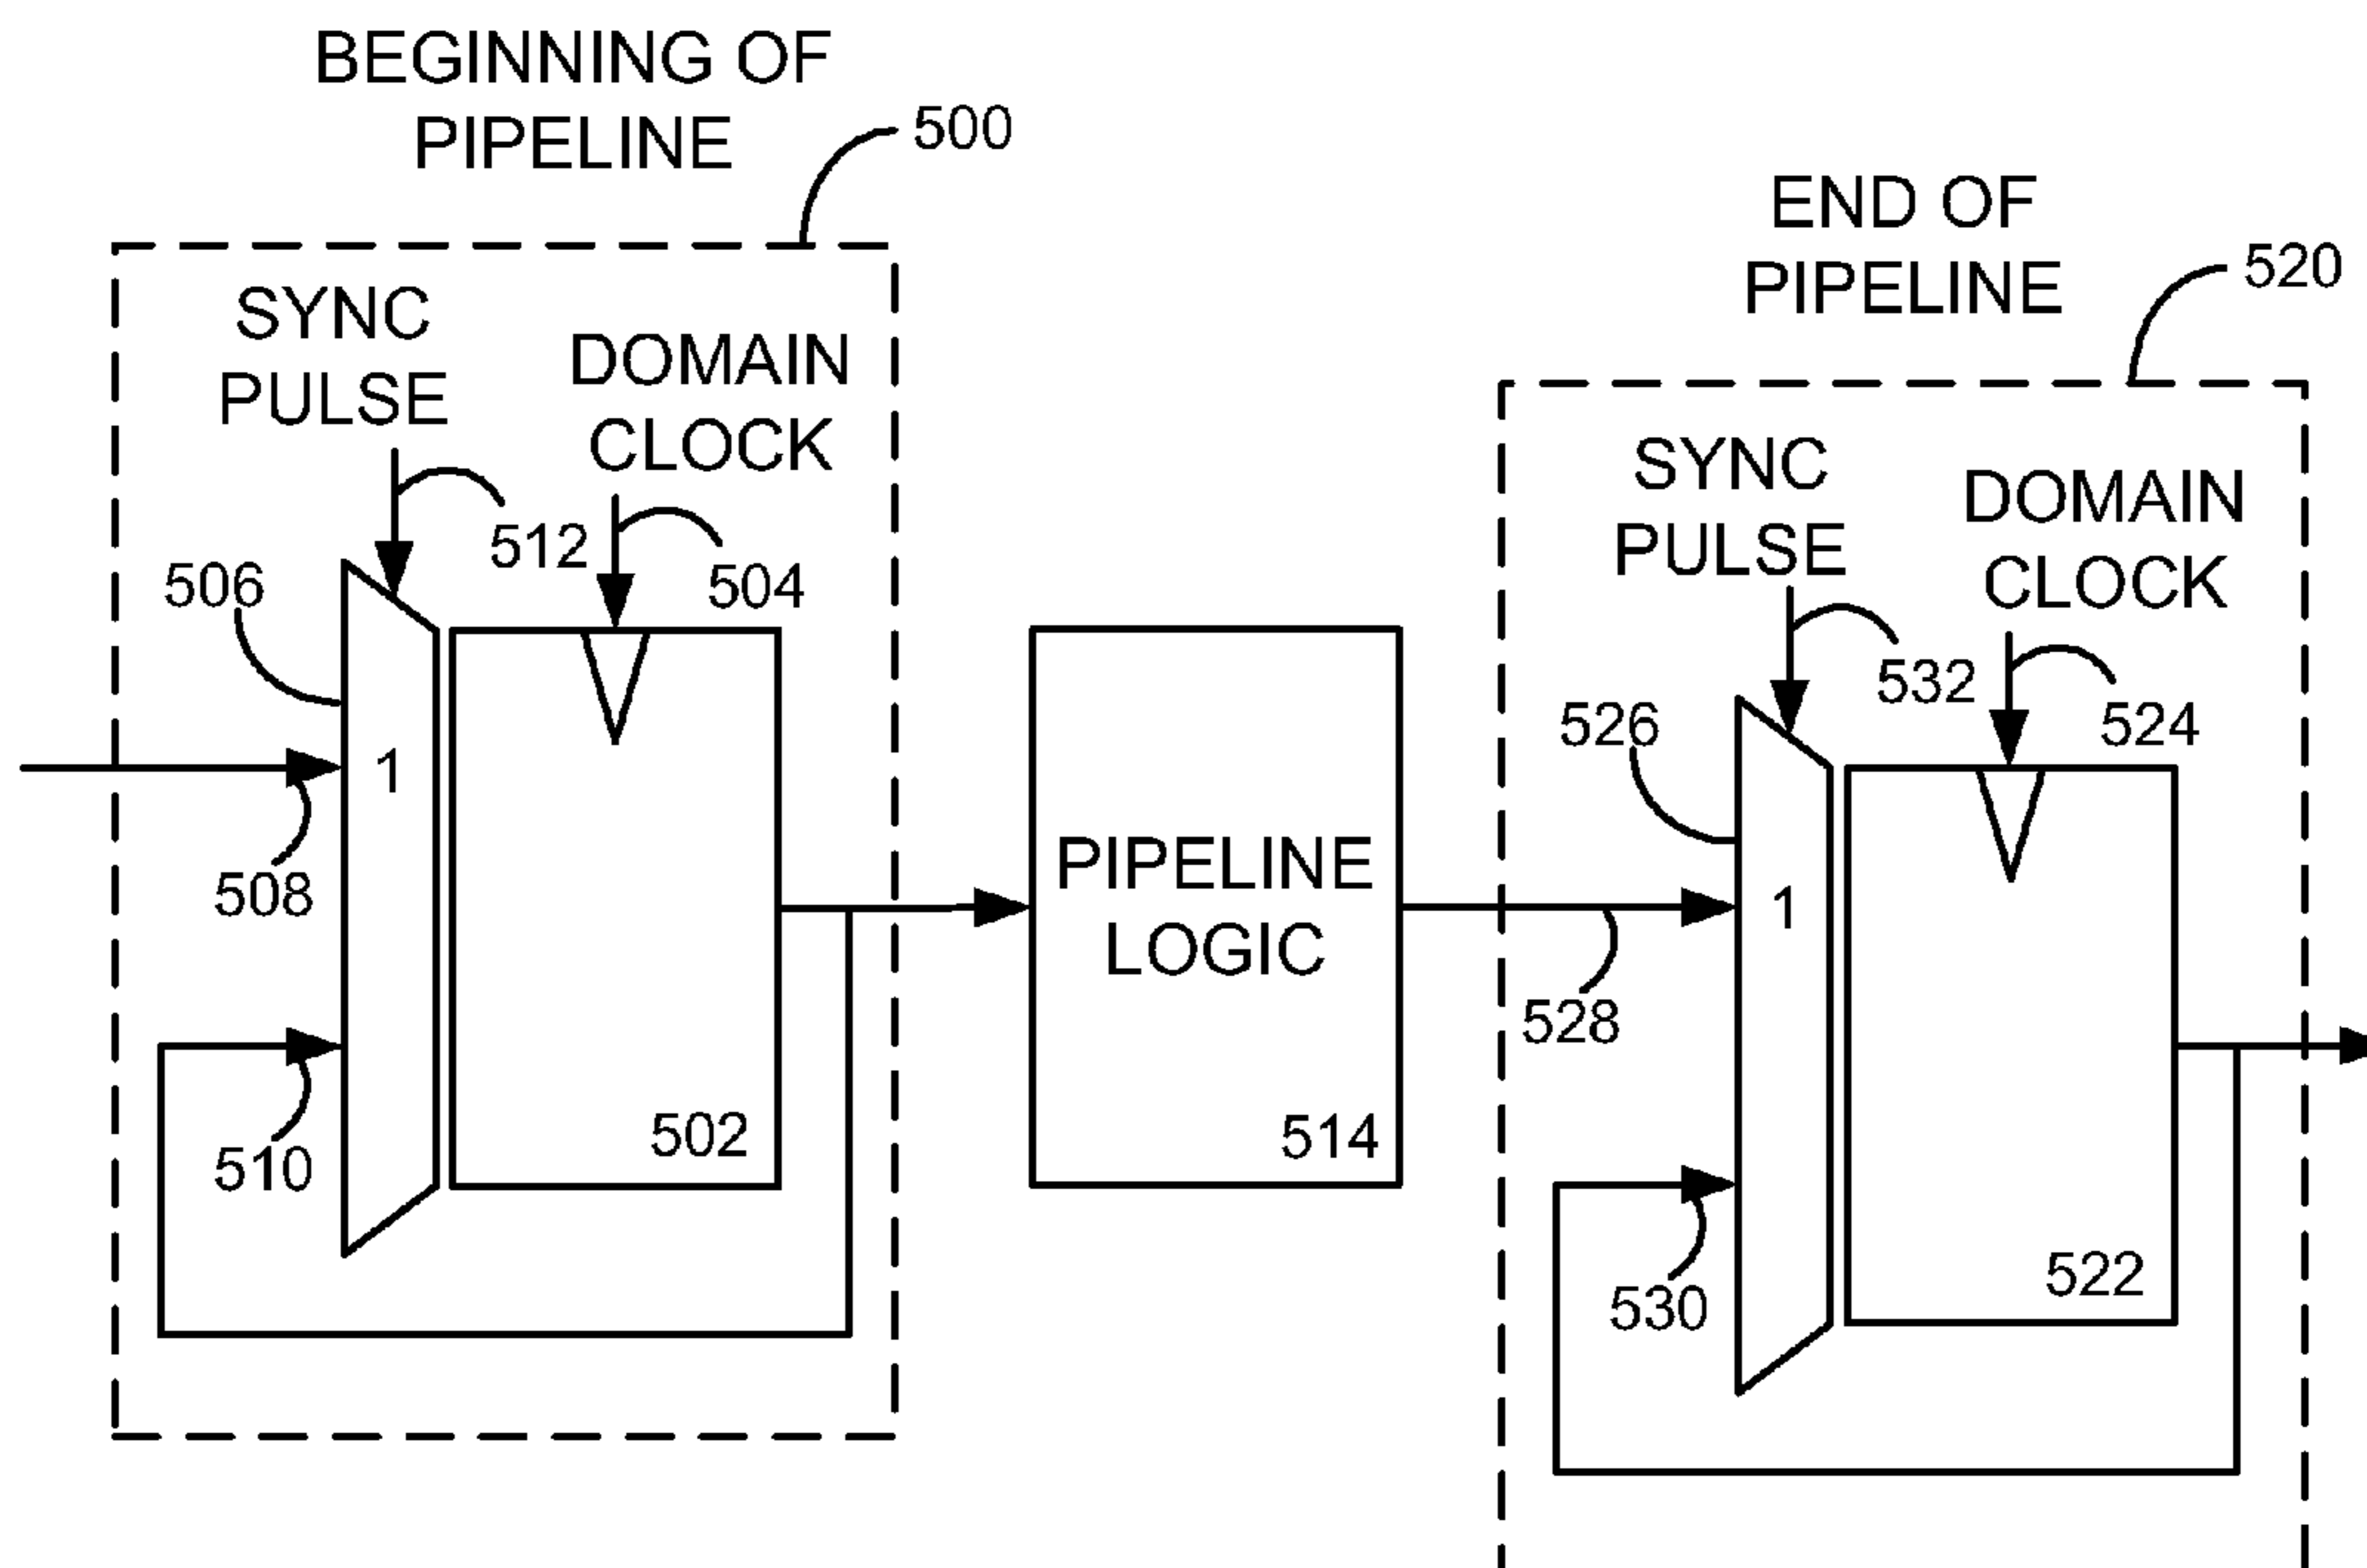 BEGINNING OF
PIPELINE
500
SYNC
PULSE
DOMAIN
CLOCK
512
504
506
1
508
510
502
PIPELINE
LOGIC
514
END OF
PIPELINE
520
SYNC
PULSE
DOMAIN
CLOCK
532
524
526
1
528
530
522